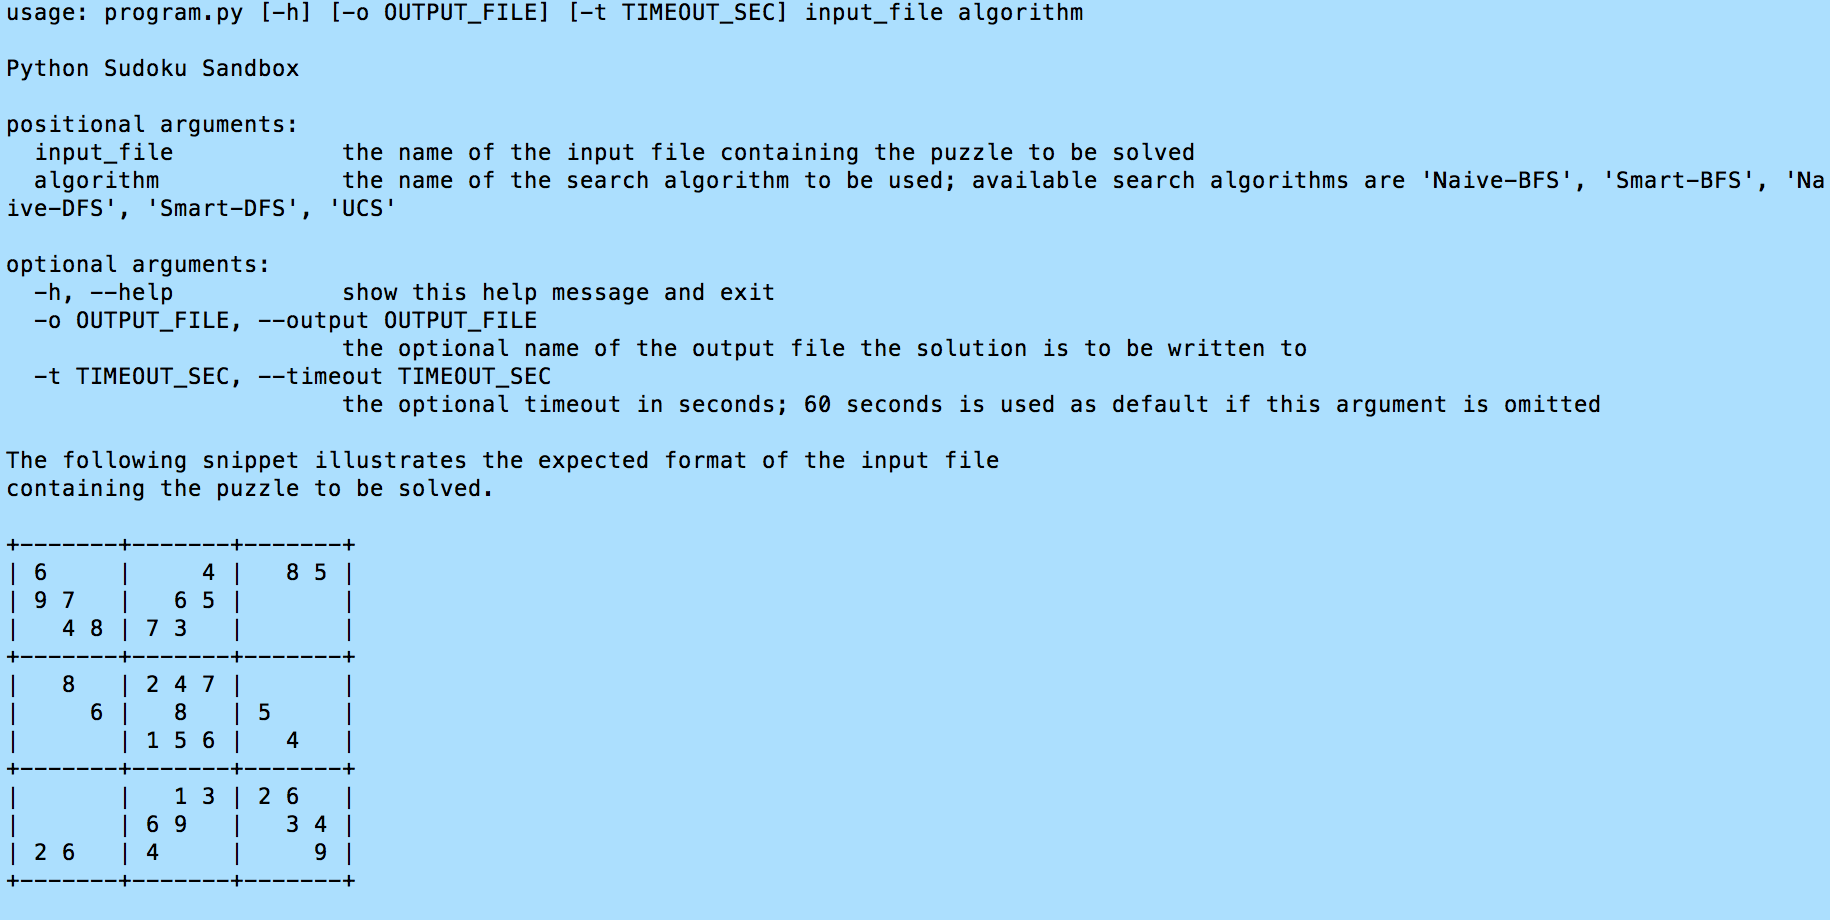 usage: program.py [-h] [-o OUTPUT_FILE] [-t TIMEOUT_SEC] input_file algorithm

Python Sudoku Sandbox

positional arguments:
  input_file            the name of the input file containing the puzzle to be solved
  algorithm             the name of the search algorithm to be used; available search algorithms are 'Naive-BFS', 'Smart-BFS', 'Na
ive-DFS', 'Smart-DFS', 'UCS'

optional arguments:
  -h, --help            show this help message and exit
  -o OUTPUT_FILE, --output OUTPUT_FILE
                        the optional name of the output file the solution is to be written to
  -t TIMEOUT_SEC, --timeout TIMEOUT_SEC
                        the optional timeout in seconds; 60 seconds is used as default if this argument is omitted

The following snippet illustrates the expected format of the input file
containing the puzzle to be solved.

+-------+-------+-------+
| 6     |     4 |   8 5 |
| 9 7   |   6 5 |       |
|   4 8 | 7 3   |       |
+-------+-------+-------+
|   8   | 2 4 7 |       |
|     6 |   8   | 5     |
|       | 1 5 6 |   4   |
+-------+-------+-------+
|       |   1 3 | 2 6   |
|       | 6 9   |   3 4 |
| 2 6   | 4     |     9 |
+-------+-------+-------+